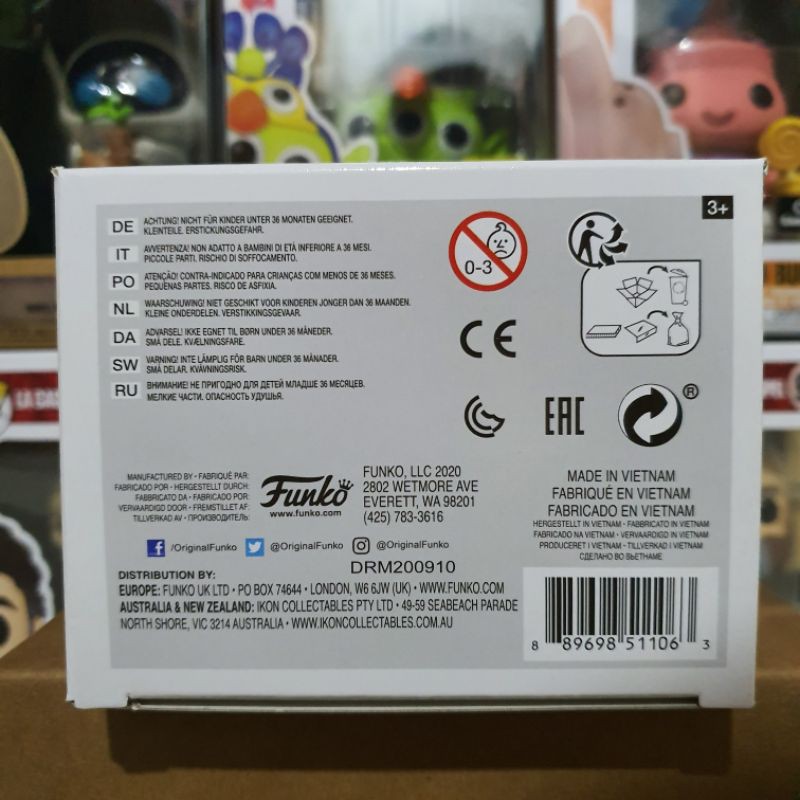 3+
DE ACHTUNG! NICHT FÜR KINDER UNTER 36 MONATEN GEEIGNET.
KLEINTEILE. ERSTICKUNGSGEFAHR.
IT AVVERTENZA! NON ADATTO A BAMBINI DI ETÀ INFERIORE A 36 MESI.
PICCOLE PARTI. RISCHIO DI SOFFOCAMENTO.
PO ATENÇÃO! CONTRA-INDICADO PARA CRIANÇAS COM MENOS DE 36 MESES.
PEQUENAS PARTES. RISCO DE ASFIXIA.
NL WAARSCHUWING! NIET GESCHIKT VOOR KINDEREN JONGER DAN 36 MAANDEN.
KLEINE ONDERDELEN. VERSTIKKINGSGEVAAR.
DA ADVARSEL! IKKE EGNET TIL BØRN UNDER 36 MÅNEDER.
SMÅ DELE. KVÆLNINGSFARE.
SW VARNING! INTE LÄMPLIG FÖR BARN UNDER 36 MÅNADER.
SMÅ DELAR. KVÄVNINGSRISK.
RU ВНИМАНИЕ! НЕ ПРИГОДНО ДЛЯ ДЕТЕЙ МЛАДШЕ 36 МЕСЯЦЕВ.
МЕЛКИЕ ЧАСТИ. ОПАСНОСТЬ УДУШЬЯ.
0-3
CE
EAC
®
MANUFACTURED BY • FABRIQUÉ PAR:
FABRICADO POR • HERGESTELLT DURCH:
FABBRICATO DA • FABRICADO POR:
VERVAARDIGD DOOR • FREMSTILLET AF:
TILLVERKAD AV • ПРОИЗВОДИТЕЛЬ:
Funko
www.funko.com
FUNKO, LLC 2020
2802 WETMORE AVE
EVERETT, WA 98201
(425) 783-3616
MADE IN VIETNAM
FABRIQUÉ EN VIETNAM
FABRICADO EN VIETNAM
HERGESTELLT IN VIETNAM • FABBRICATO IN VIETNAM
FABRICADO NA VIETNAM • VERVAARDIGD IN VIETNAM
PRODUCERET I VIETNAM • TILLVERKAD I VIETNAM
СДЕЛАНО ВО ВЬЕТНАМЕ
/OriginalFunko @OriginalFunko @OriginalFunko
DRM200910
DISTRIBUTION BY:
EUROPE: FUNKO UK LTD • PO BOX 74644 • LONDON, W6 6JW (UK) • WWW.FUNKO.COM
AUSTRALIA & NEW ZEALAND: IKON COLLECTABLES PTY LTD • 49-59 SEABEACH PARADE
NORTH SHORE, VIC 3214 AUSTRALIA • WWW.IKONCOLLECTABLES.COM.AU
8 89698 51106 3